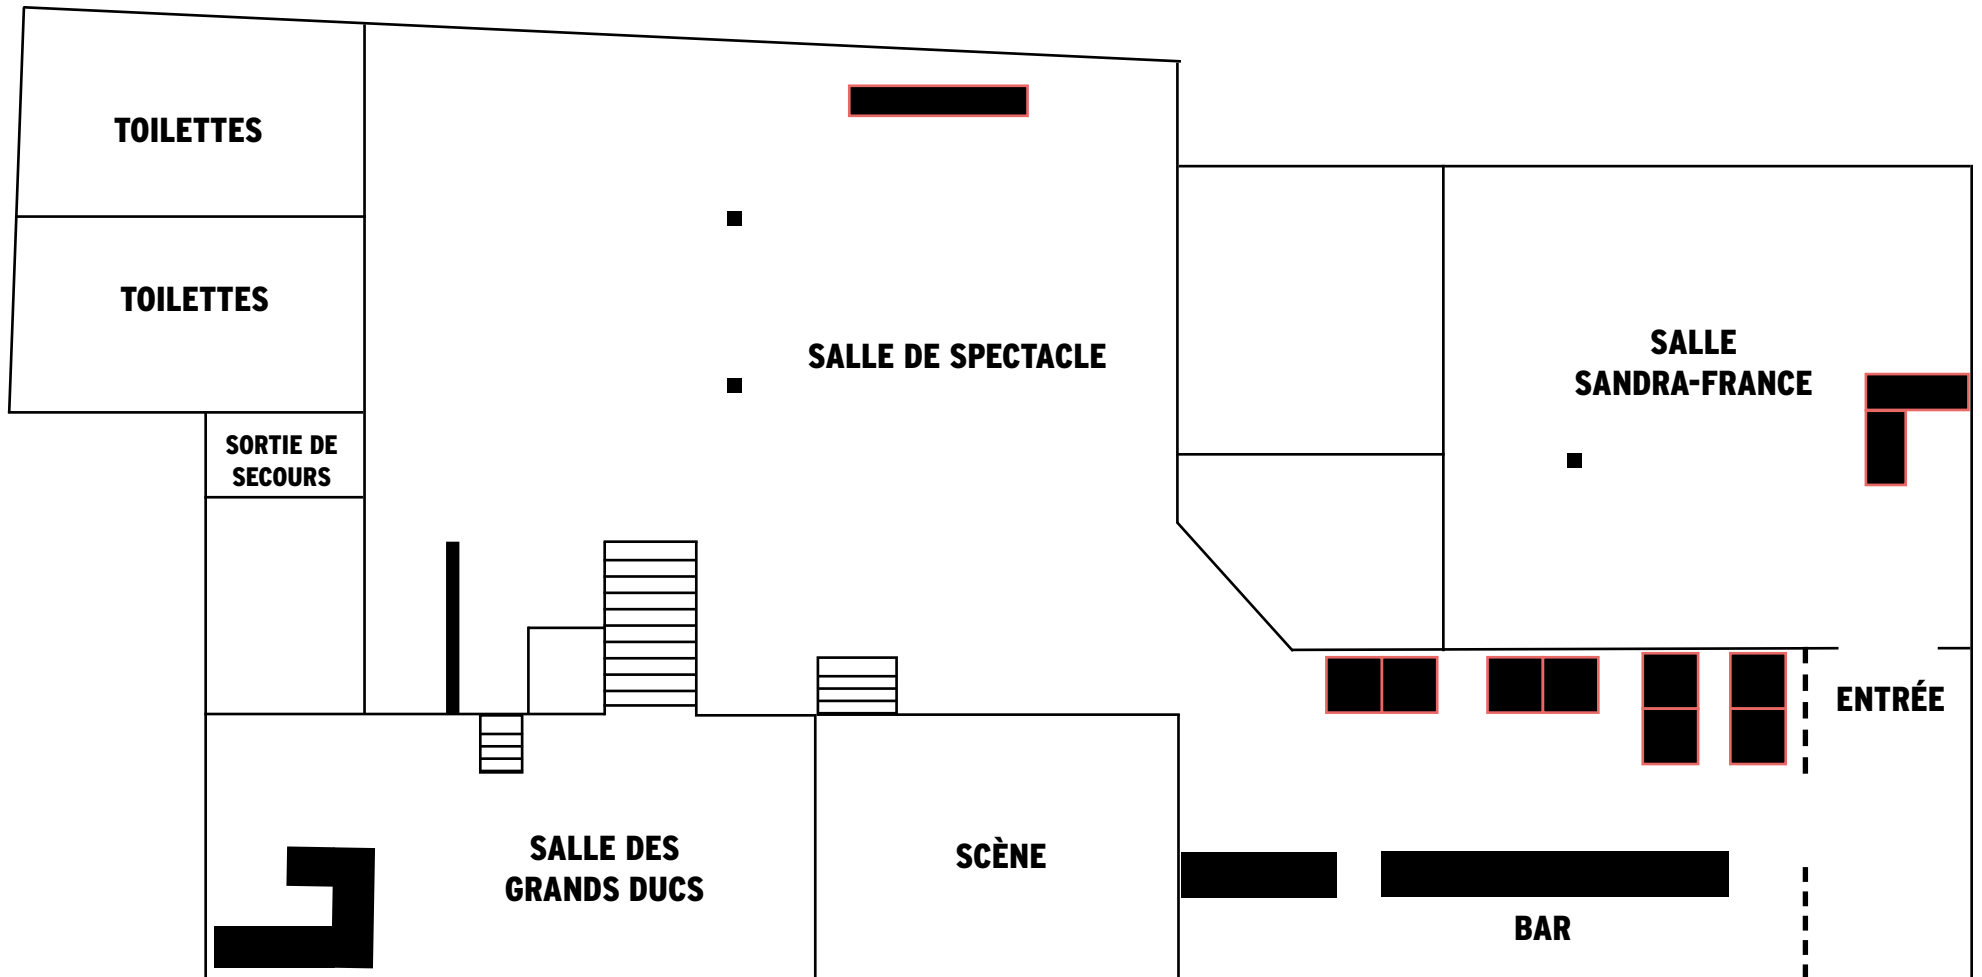 TOILETTES
TOILETTES
SALLE DE SPECTACLE
SALLE
SANDRA-FRANCE
SORTIE DE
SECOURS
ENTRÉE
SALLE DES
GRANDS DUCS
SCÈNE
BAR